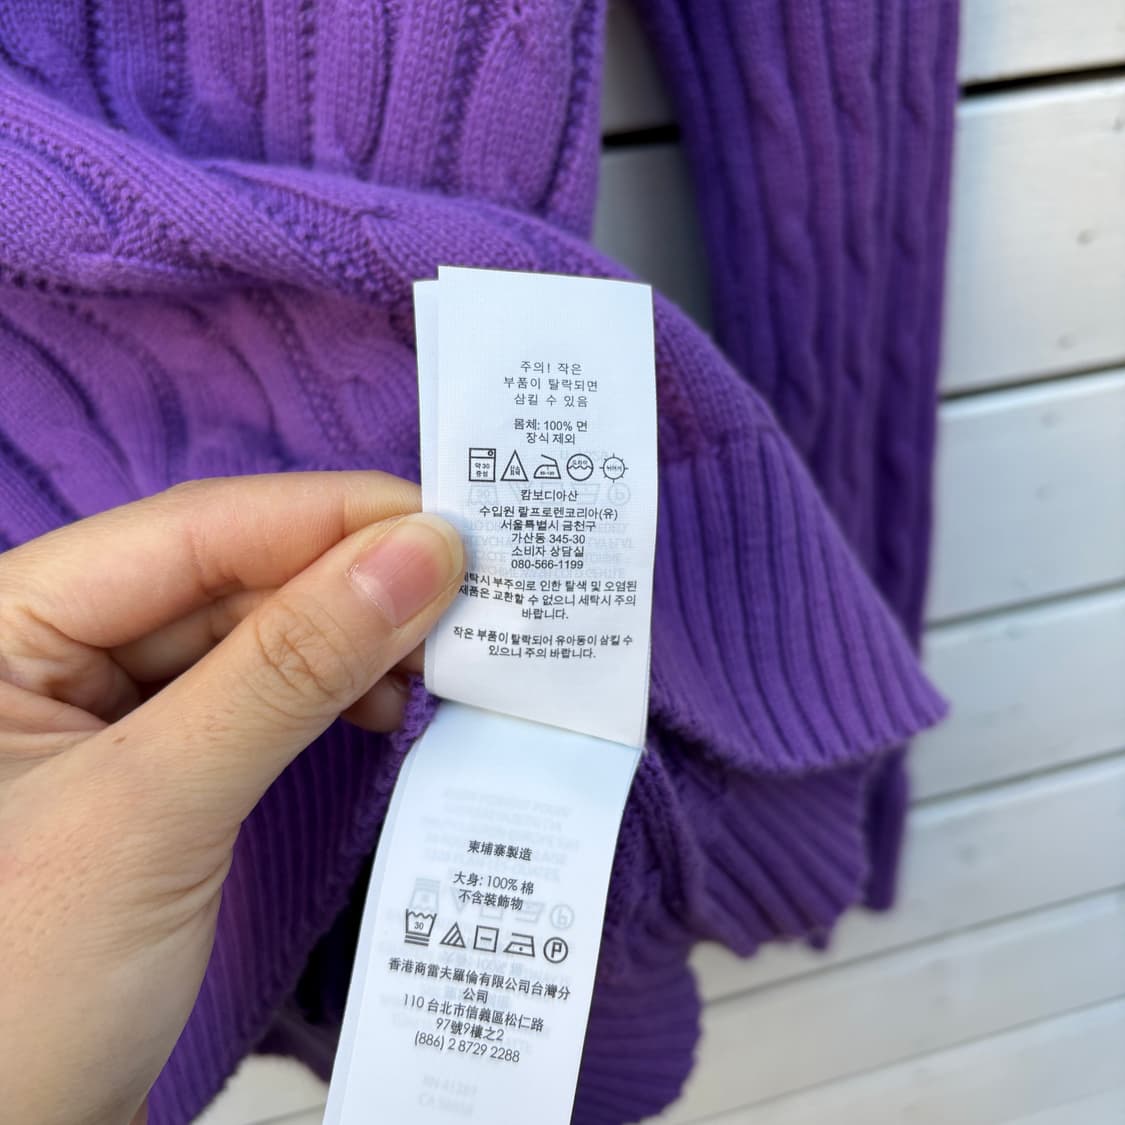 주의! 작은
부품이 탈락되면
삼킬 수 있음
몸체: 100% 면
장식 제외
약 30
중성
캄보디아산
수입원 랄프로렌코리아(유)
서울특별시 금천구
가산동 345-30
소비자 상담실
080-566-1199
세탁시 부주의로 인한 탈색 및 오염된
제품은 교환할 수 없으니 세탁시 주의
바랍니다.
작은 부품이 탈락되어 유아동이 삼킬 수
있으니 주의 바랍니다.
柬埔寨製造
大身: 100% 棉
不含裝飾物
30
P
香港商雷夫羅倫有限公司台灣分
公司
110 台北市信義區松仁路
97號9樓之2
(886) 2 8729 2288